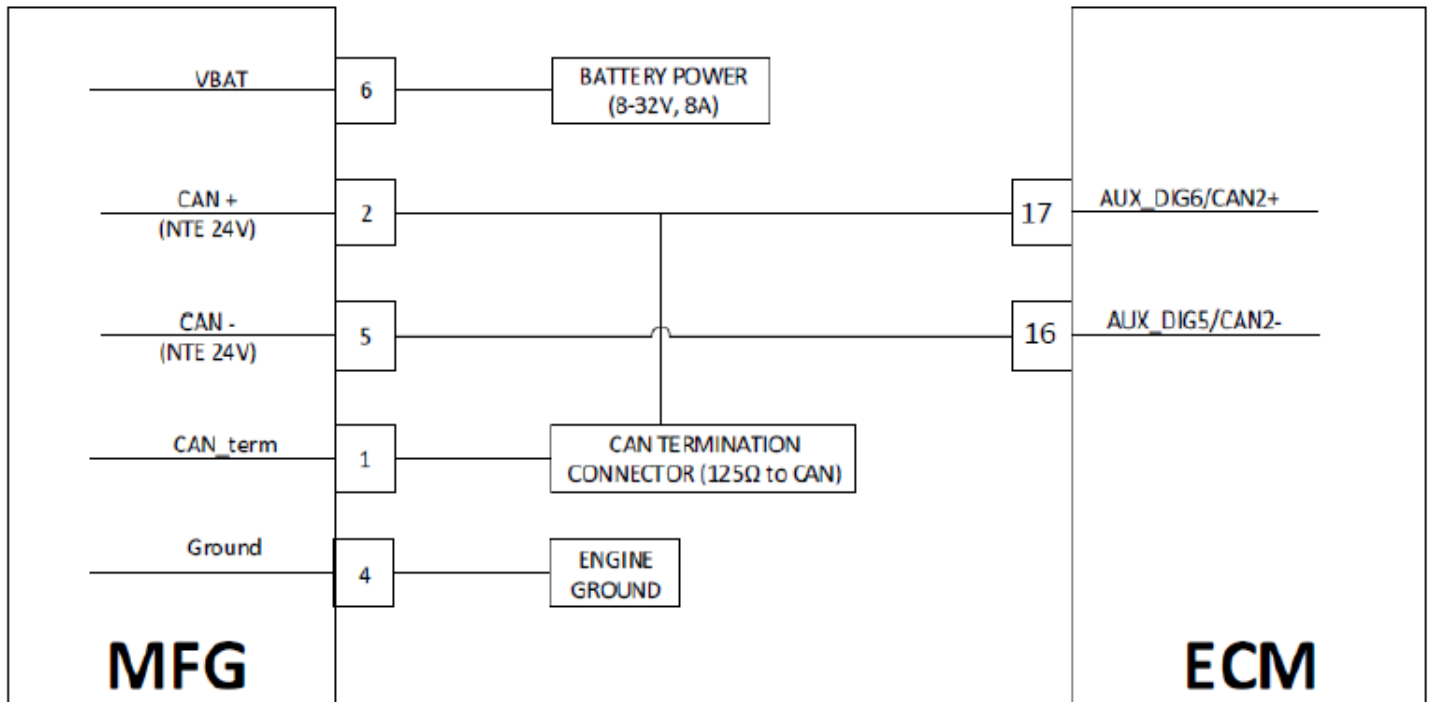 VBAT
6
BATTERY POWER
(8-32V, 8A)
CAN +
(NTE 24V)
2
17
AUX_DIG6/CAN2+
CAN -
(NTE 24V)
5
16
AUX_DIG5/CAN2-
CAN_term
1
CAN TERMINATION
CONNECTOR (125Ω to CAN)
Ground
4
ENGINE
GROUND
MFG
ECM